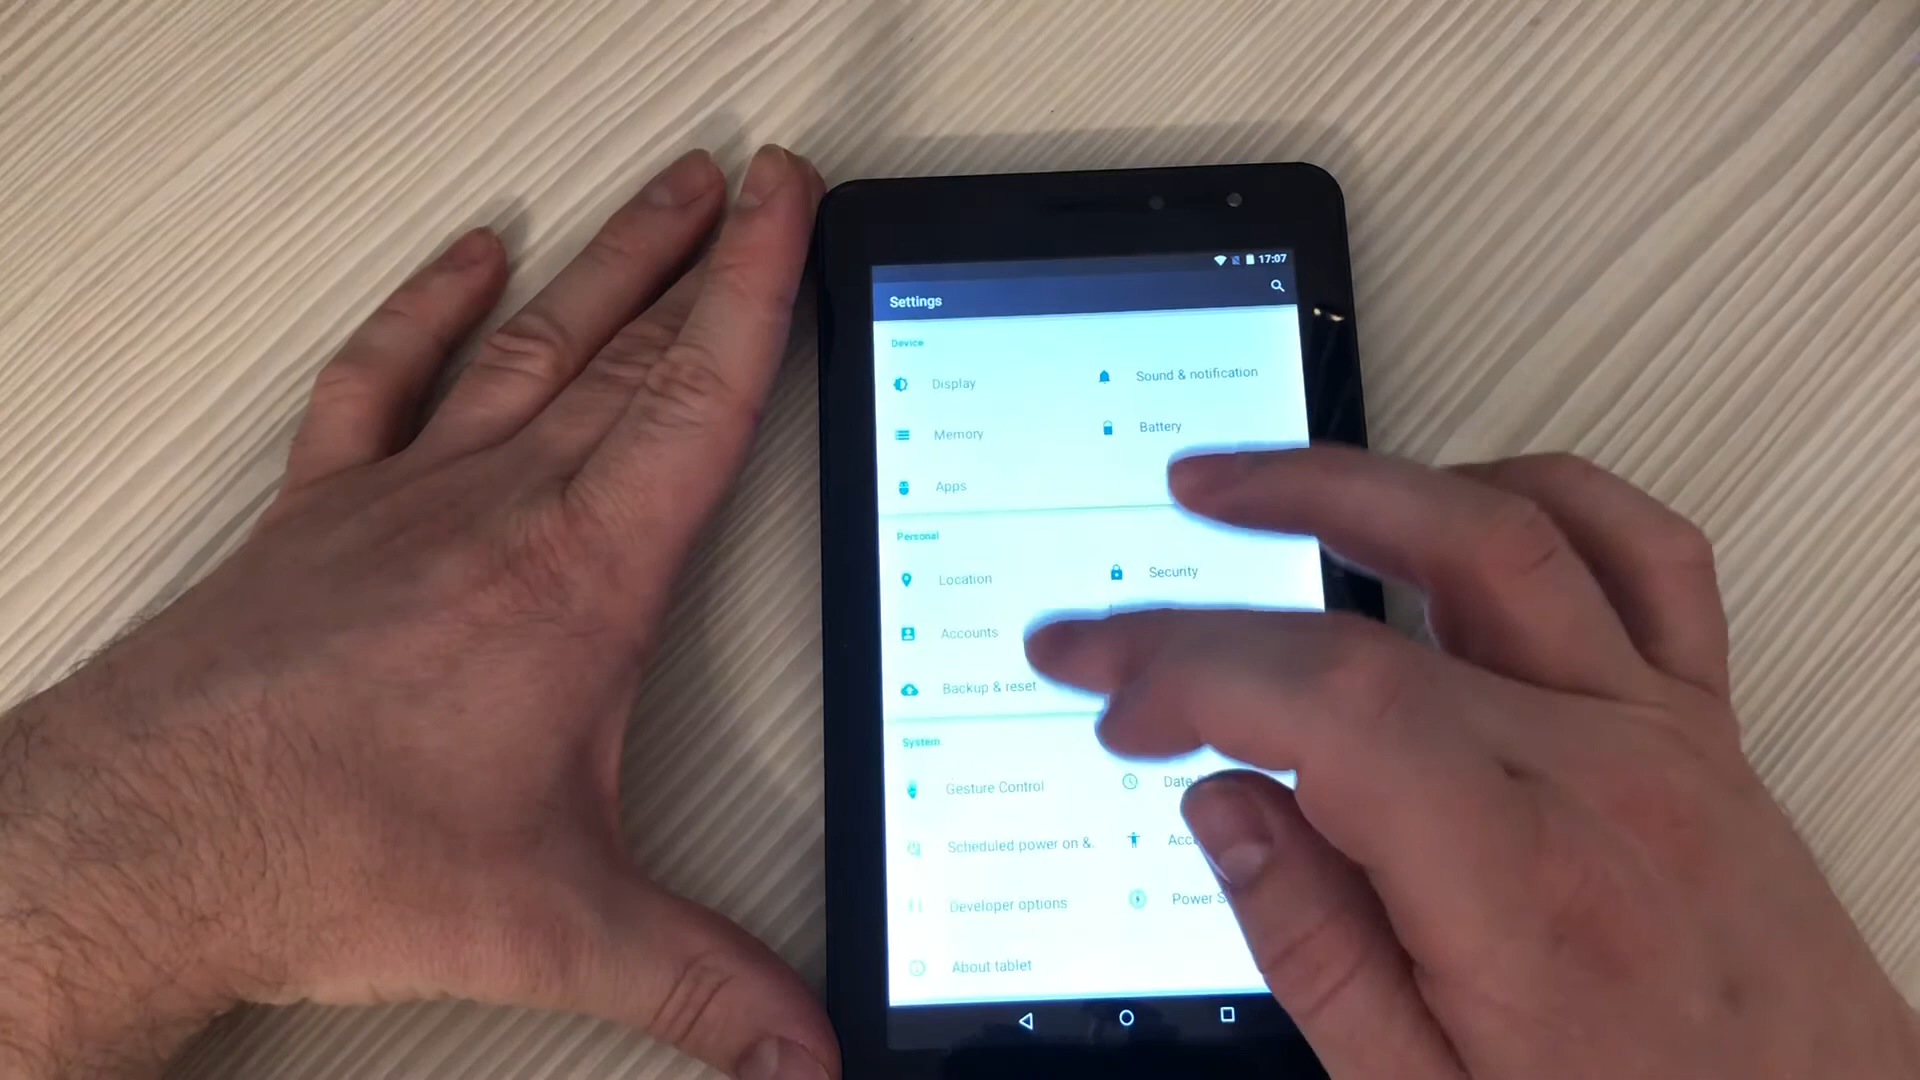 17:07
Settings
Device
Display
Sound & notification
Memory
Battery
Apps
Personal
Location
Security
Accounts
Backup & reset
System
Gesture Control
Date
Scheduled power on &.
Developer options
Power
About tablet